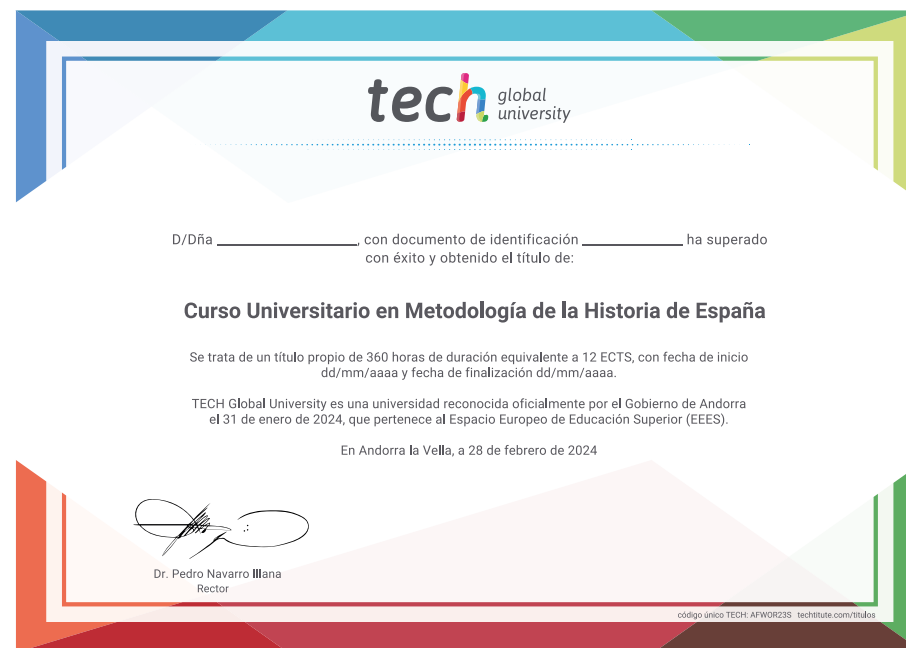 tech global
university
D/Dña ____________________, con documento de identificación ______________ ha superado
con éxito y obtenido el título de:
Curso Universitario en Metodología de la Historia de España
Se trata de un título propio de 360 horas de duración equivalente a 12 ECTS, con fecha de inicio
dd/mm/aaaa y fecha de finalización dd/mm/aaaa.
TECH Global University es una universidad reconocida oficialmente por el Gobierno de Andorra
el 31 de enero de 2024, que pertenece al Espacio Europeo de Educación Superior (EEES).
En Andorra la Vella, a 28 de febrero de 2024
Dr. Pedro Navarro Illana
Rector
código único TECH: AFWOR23S techtitute.com/titulos